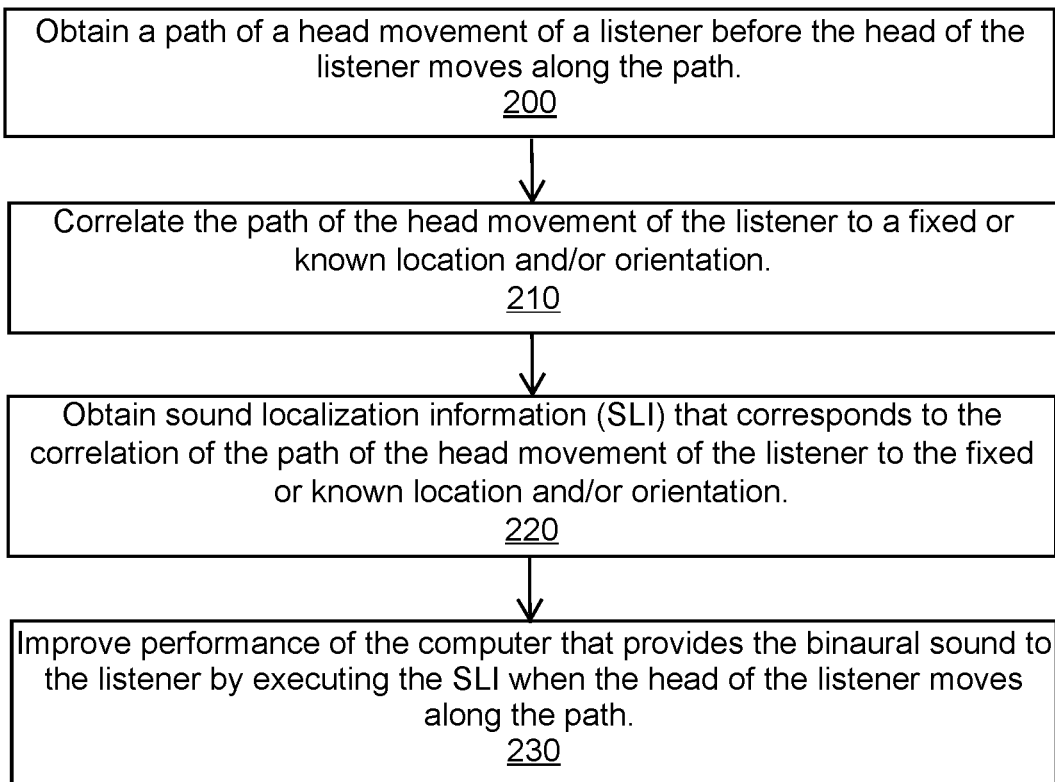 Obtain a path of a head movement of a listener before the head of the
listener moves along the path.
200
Correlate the path of the head movement of the listener to a fixed or
known location and/or orientation.
210
Obtain sound localization information (SLI) that corresponds to the
correlation of the path of the head movement of the listener to the fixed
or known location and/or orientation.
220
Improve performance of the computer that provides the binaural sound to
the listener by executing the SLI when the head of the listener moves
along the path.
230